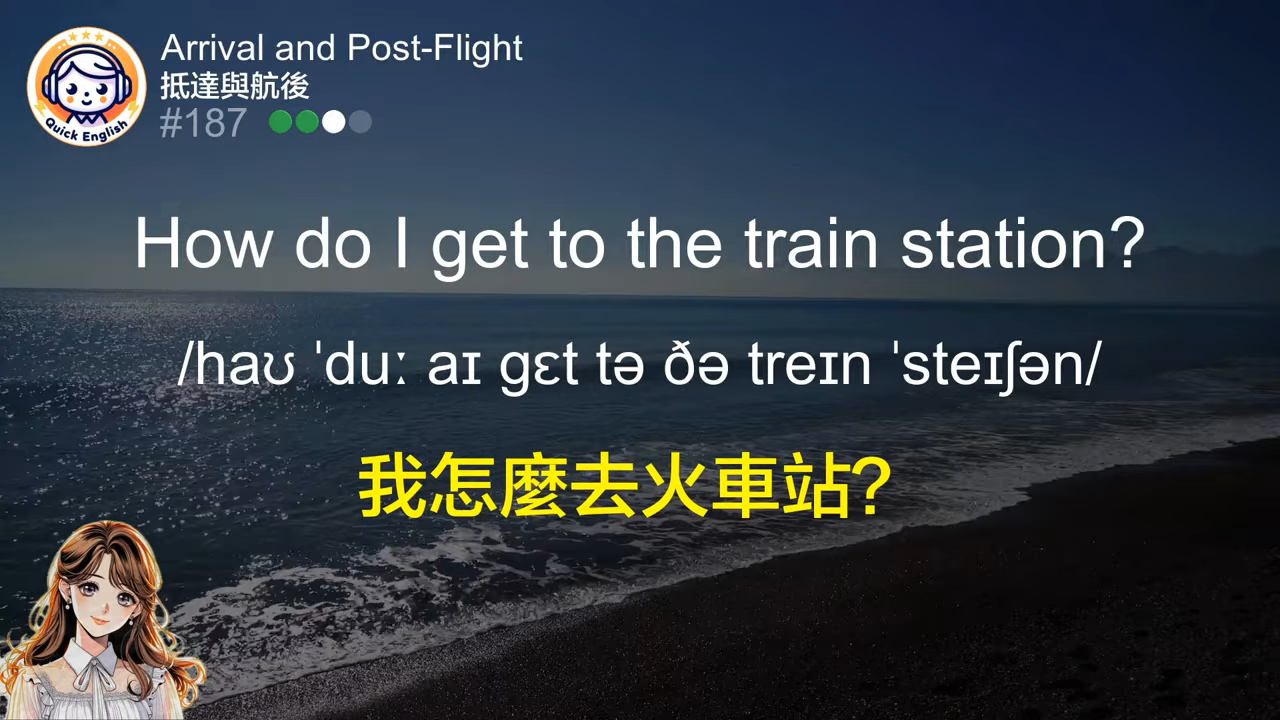 Arrival and Post-Flight
抵達與航後
#187
Quick English
How do I get to the train station?
/haʊ ˈduː aɪ gɛt tə ðə treɪn ˈsteɪʃən/
我怎麼去火車站?